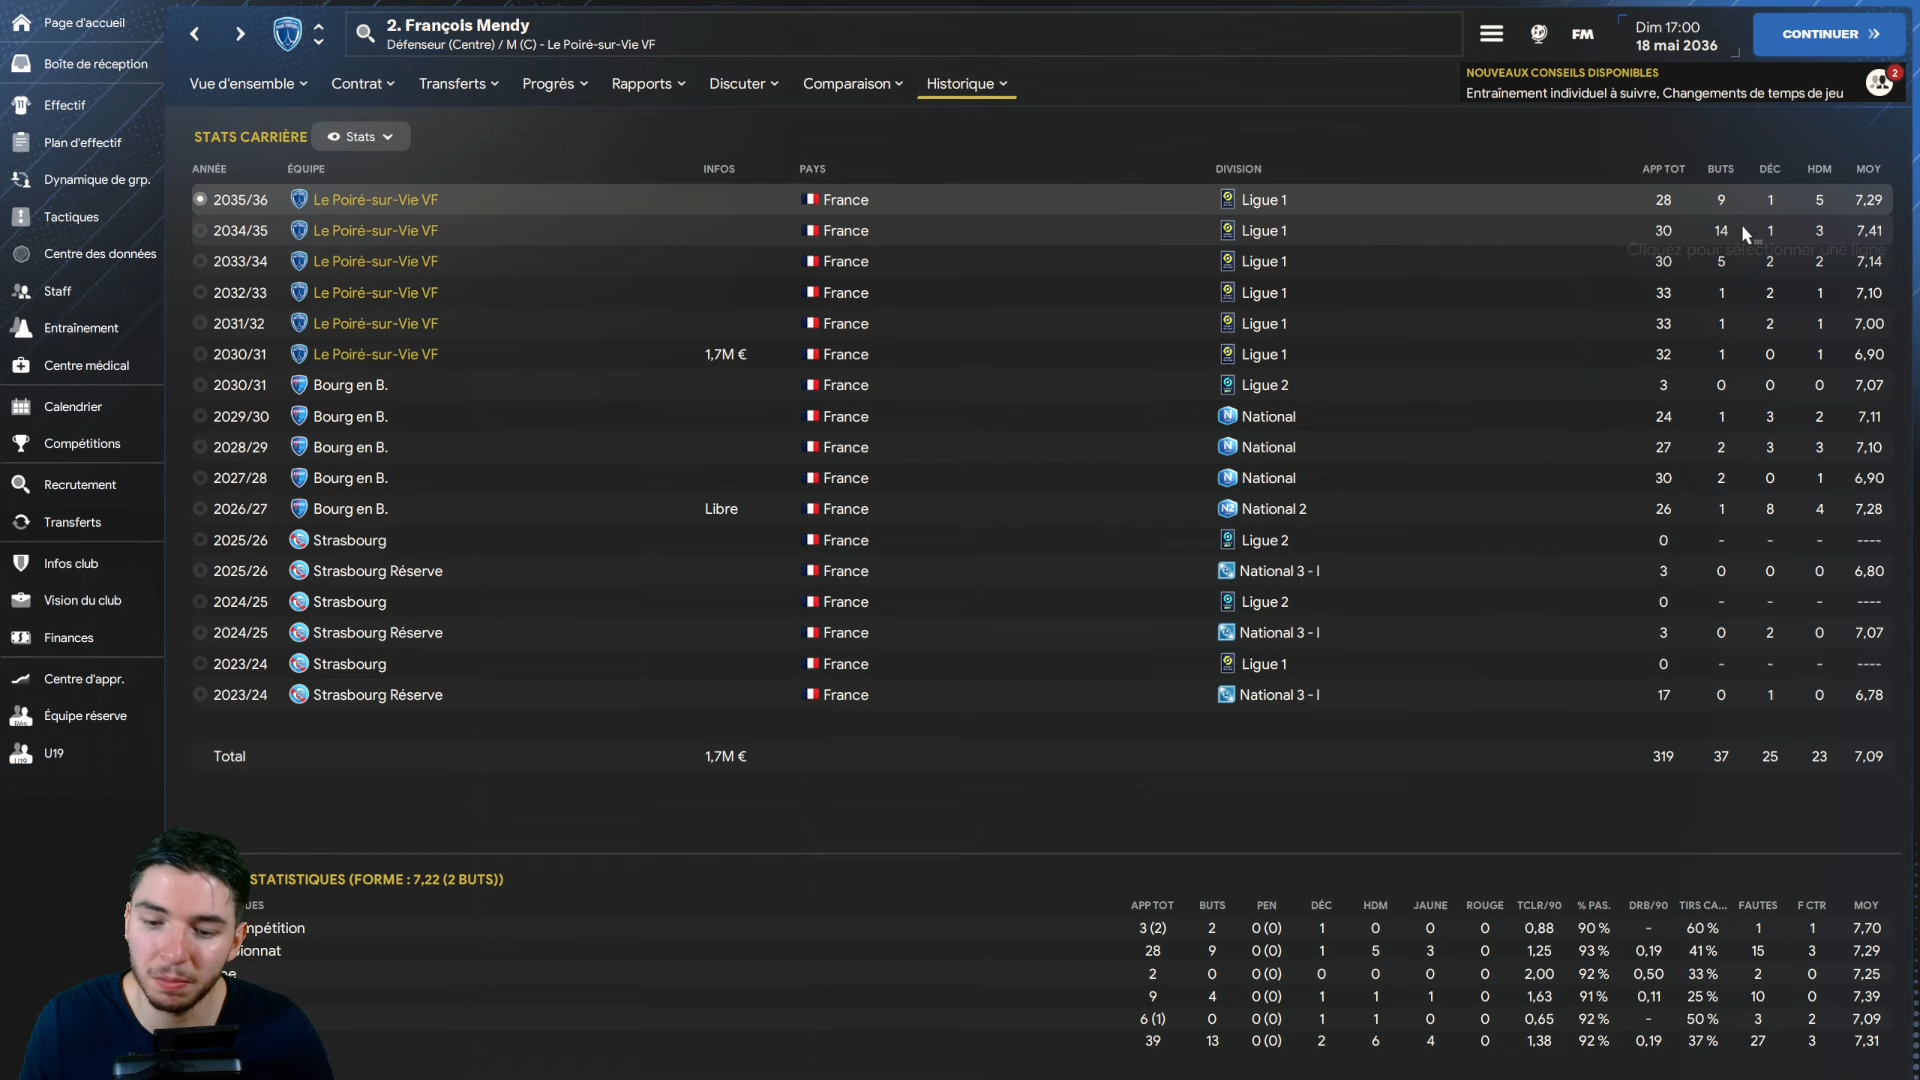 Page d'accueil
Boîte de réception
Effectif
Plan d'effectif
Dynamique de grp.
Tactiques
Centre des données
Staff
Entraînement
Centre médical
Calendrier
Compétitions
Recrutement
Transferts
Infos club
Vision du club
Finances
Centre d'appr.
Équipe réserve
U19
2. François Mendy
Défenseur (Centre) / M (C) - Le Poiré-sur-Vie VF
FM
Dim 17:00
18 mai 2036
CONTINUER
Vue d'ensemble Contrat Transferts Progrès Rapports Discuter Comparaison Historique
NOUVEAUX CONSEILS DISPONIBLES
Entraînement individuel à suivre, Changements de temps de jeu
2
STATS CARRIÈRE Stats
ANNÉE ÉQUIPE INFOS PAYS DIVISION APP TOT BUTS DÉC HDM MOY
2035/36 Le Poiré-sur-Vie VF France Ligue 1 28 9 1 5 7,29
2034/35 Le Poiré-sur-Vie VF France Ligue 1 30 14 1 3 7,41
Cliquez pour sélectionner une ligne
2033/34 Le Poiré-sur-Vie VF France Ligue 1 30 5 2 2 7,14
2032/33 Le Poiré-sur-Vie VF France Ligue 1 33 1 2 1 7,10
2031/32 Le Poiré-sur-Vie VF France Ligue 1 33 1 2 1 7,00
2030/31 Le Poiré-sur-Vie VF 1,7M € France Ligue 1 32 1 0 1 6,90
2030/31 Bourg en B. France Ligue 2 3 0 0 0 7,07
2029/30 Bourg en B. France National 24 1 3 2 7,11
2028/29 Bourg en B. France National 27 2 3 3 7,10
2027/28 Bourg en B. France National 30 2 0 1 6,90
2026/27 Bourg en B. Libre France National 2 26 1 8 4 7,28
2025/26 Strasbourg France Ligue 2 0 - - - ----
2025/26 Strasbourg Réserve France National 3 - I 3 0 0 0 6,80
2024/25 Strasbourg France Ligue 2 0 - - - ----
2024/25 Strasbourg Réserve France National 3 - I 3 0 2 0 7,07
2023/24 Strasbourg France Ligue 1 0 - - - ----
2023/24 Strasbourg Réserve France National 3 - I 17 0 1 0 6,78
Total 1,7M € 319 37 25 23 7,09
STATISTIQUES (FORME : 7,22 (2 BUTS))
UES APP TOT BUTS PEN DÉC HDM JAUNE ROUGE TCLR/90 % PAS. DRB/90 TIRS CA... FAUTES F CTR MOY
mpétition 3 (2) 2 0 (0) 1 0 0 0 0,88 90 % - 60 % 1 1 7,70
ionnat 28 9 0 (0) 1 5 3 0 1,25 93 % 0,19 41 % 15 3 7,29
pe 2 0 0 (0) 0 0 0 0 2,00 92 % 0,50 33 % 2 0 7,25
9 4 0 (0) 1 1 1 0 1,63 91 % 0,11 25 % 10 0 7,39
6 (1) 0 0 (0) 1 1 0 0 0,65 92 % - 50 % 3 2 7,09
39 13 0 (0) 2 6 4 0 1,38 92 % 0,19 37 % 27 3 7,31